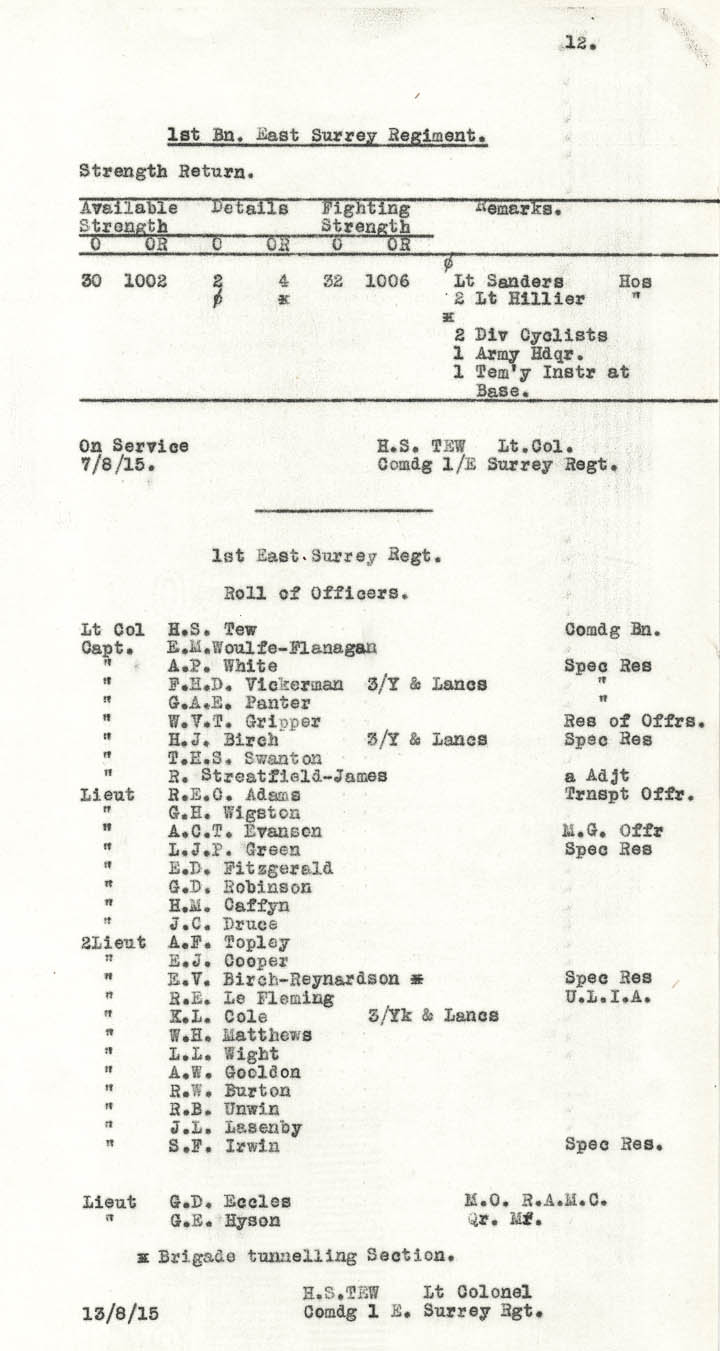 12.
1st Bn. East Surrey Regiment.
Strength Return.
Available Details Fighting Remarks.
Strength Strength
O OR O OR O OR
ø
30 1002 2 4 32 1006 Lt Sanders Hos
ø * 2 Lt Hillier "
*
2 Div Cyclists
1 Army Hdqr.
1 Tem'y Instr at
Base.
On Service H.S. TEW Lt.Col.
7/8/15. Comdg 1/E Surrey Regt.
1st East Surrey Regt.
Roll of Officers.
Lt Col H.S. Tew Comdg Bn.
Capt. E.M.Woulfe-Flanagan
" A.P. White Spec Res
" F.H.D. Vickerman 3/Y & Lancs "
" G.A.E. Panter "
" W.V.T. Gripper Res of Offrs.
" H.J. Birch 3/Y & Lancs Spec Res
" T.H.S. Swanton
" R. Streatfield-James a Adjt
Lieut R.E.C. Adams Trnspt Offr.
" G.H. Wigston
" A.C.T. Evansen M.G. Offr
" L.J.P. Green Spec Res
" E.D. Fitzgerald
" G.D. Robinson
" H.M. Caffyn
" J.C. Druce
2Lieut A.F. Topley
" E.J. Cooper
" E.V. Birch-Reynardson * Spec Res
" R.E. Le Fleming U.L.I.A.
" K.L. Cole 3/Yk & Lancs
" W.H. Matthews
" L.L. Wight
" A.W. Gooldon
" R.W. Burton
" R.B. Unwin
" J.L. Lasenby
" S.F. Irwin Spec Res.
Lieut G.D. Eccles M.O. R.A.M.C.
" G.E. Hyson Qr. Mf.
* Brigade tunnelling Section.
H.S.TEW Lt Colonel
13/8/15 Comdg 1 E. Surrey Rgt.